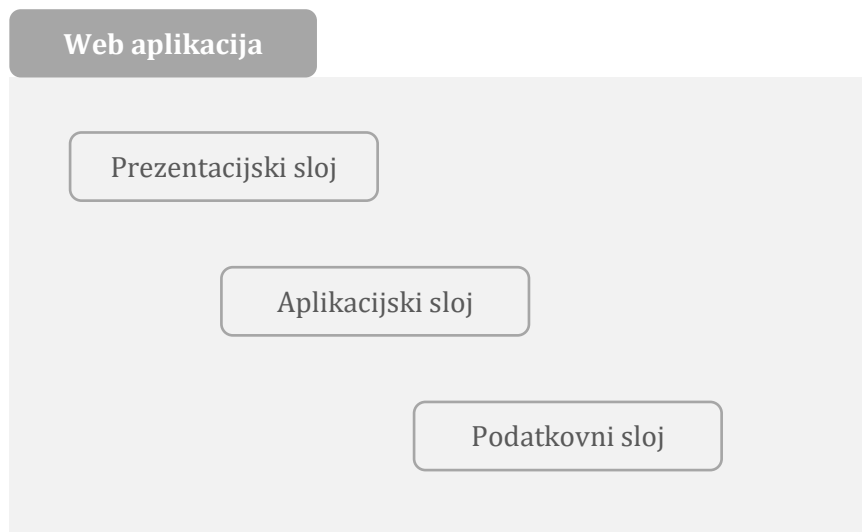 Web aplikacija
Prezentacijski sloj
Aplikacijski sloj
Podatkovni sloj